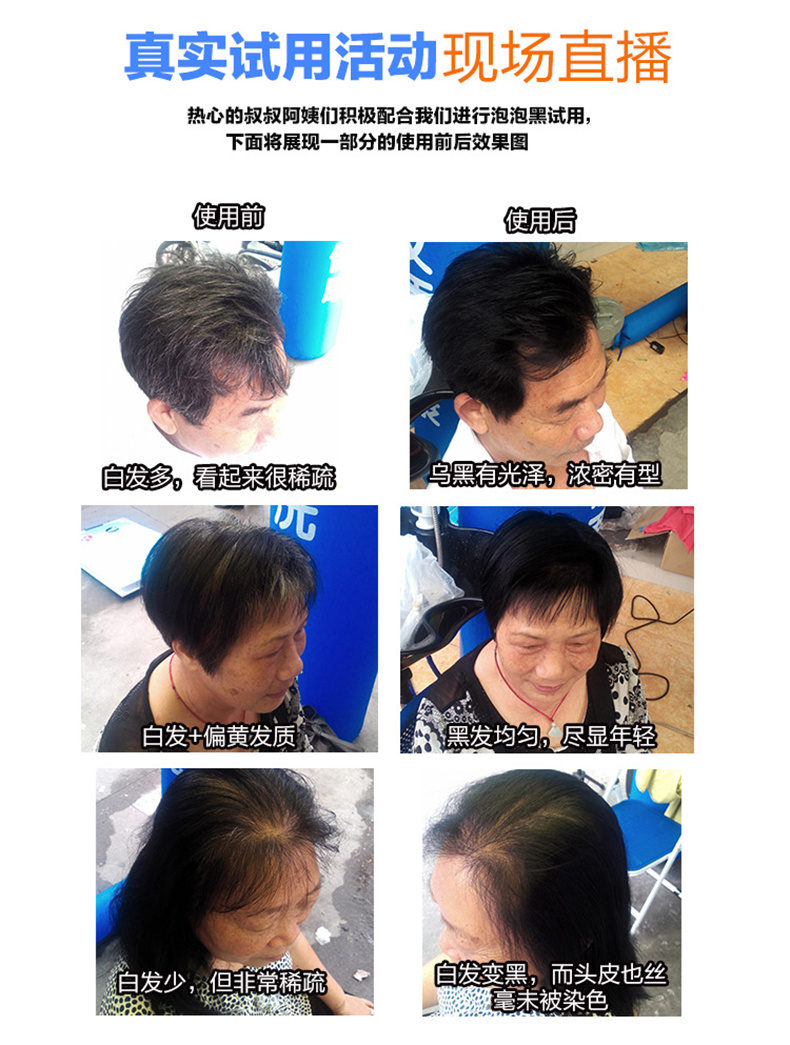 真实试用活动现场直播
热心的叔叔阿姨们积极配合我们进行泡泡黑试用，
下面将展现一部分的使用前后效果图
使用前
使用后
白发多，看起来很稀疏
乌黑有光泽，浓密有型
白发+偏黄发质
黑发均匀，尽显年轻
白发少，但非常稀疏
白发变黑，而头皮也丝
毫未被染色